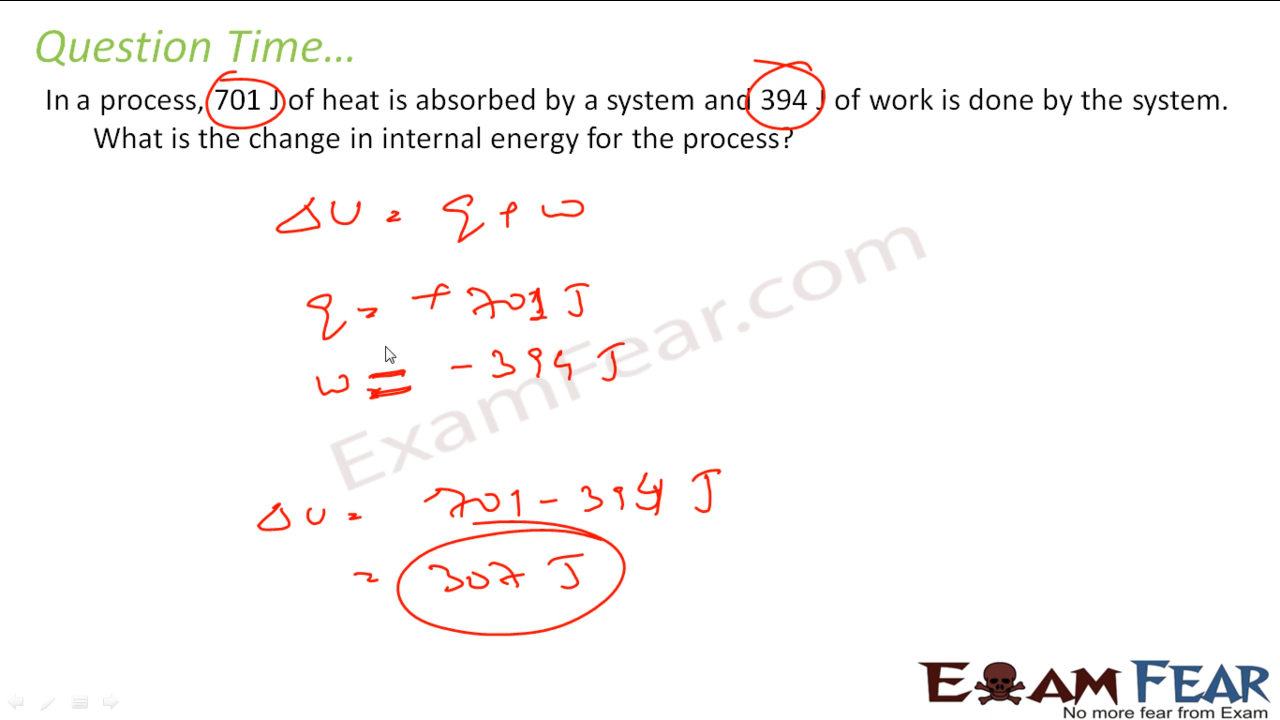 Question Time...
In a process, 701 J of heat is absorbed by a system and 394 J of work is done by the system.
What is the change in internal energy for the process?
ΔU = q + w
q = + 701 J
w = - 394 J
ExamFear.com
ΔU = 701 - 394 J
= 307 J
EXAM FEAR
No more fear from Exam